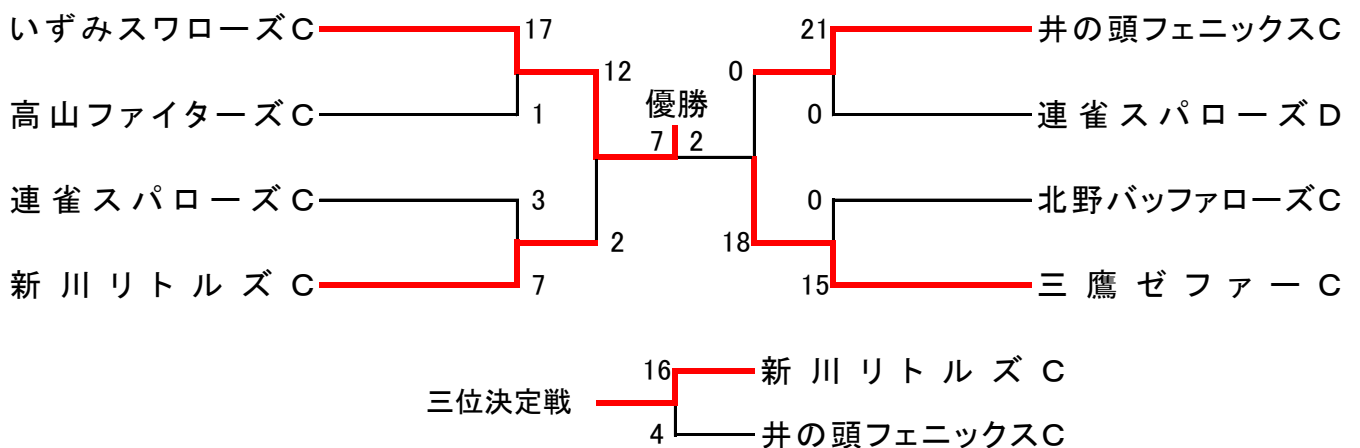 いずみスワローズC 17 21 井の頭フェニックスC
12 0
優勝
高山ファイターズC 1 0 連雀スパローズD
7 2
連雀スパローズC 3 0 北野バッファローズC
2 18
新川リトルズC 7 15 三鷹ゼファーC
16 新川リトルズC
三位決定戦
4 井の頭フェニックスC